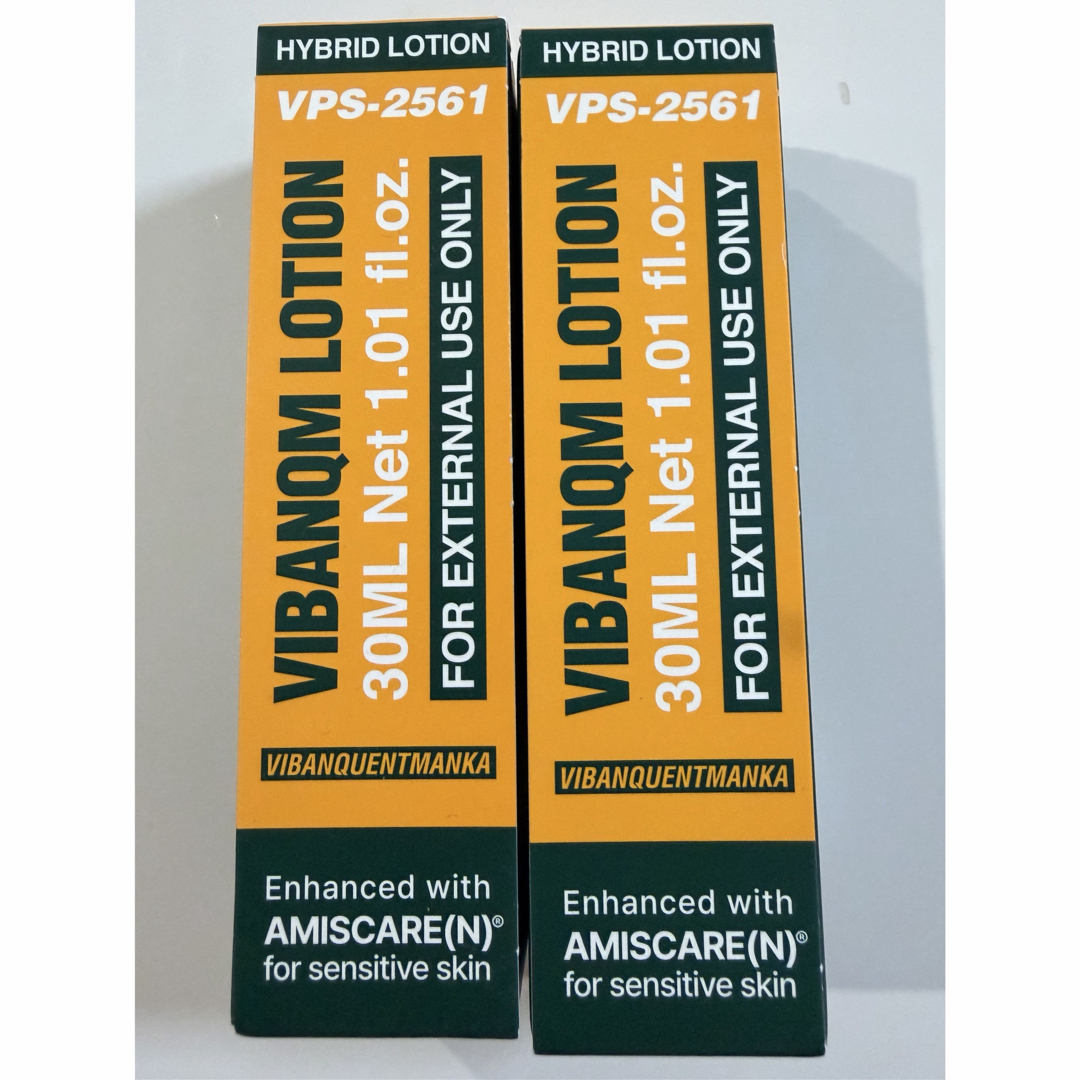 HYBRID LOTION
VPS-2561
VIBANQM LOTION
30ML Net 1.01 fl.oz.
FOR EXTERNAL USE ONLY
VIBANQUENTMANKA
Enhanced with
AMISCARE(N)®
for sensitive skin
HYBRID LOTION
VPS-2561
VIBANQM LOTION
30ML Net 1.01 fl.oz.
FOR EXTERNAL USE ONLY
VIBANQUENTMANKA
Enhanced with
AMISCARE(N)®
for sensitive skin